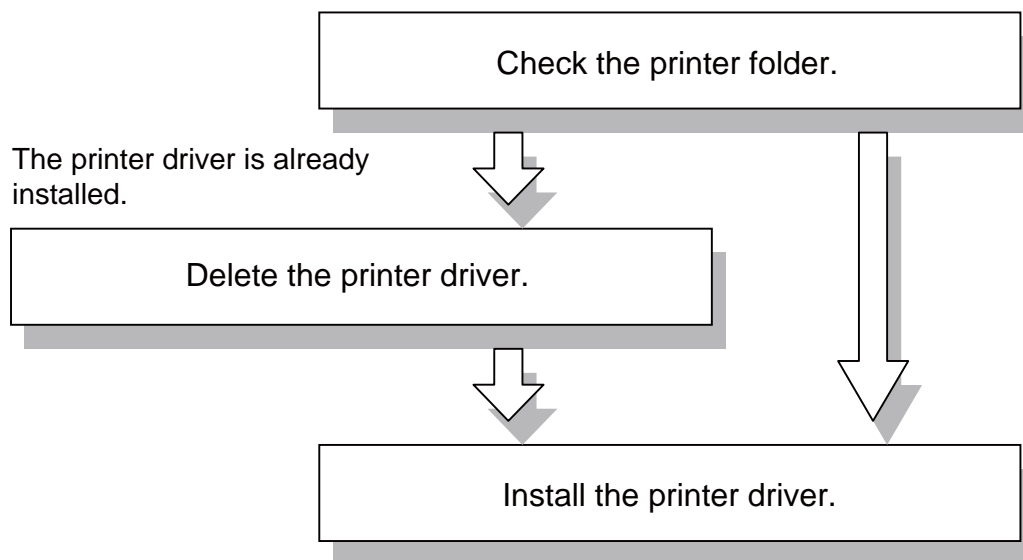 Check the printer folder.
The printer driver is already
installed.
Delete the printer driver.
Install the printer driver.